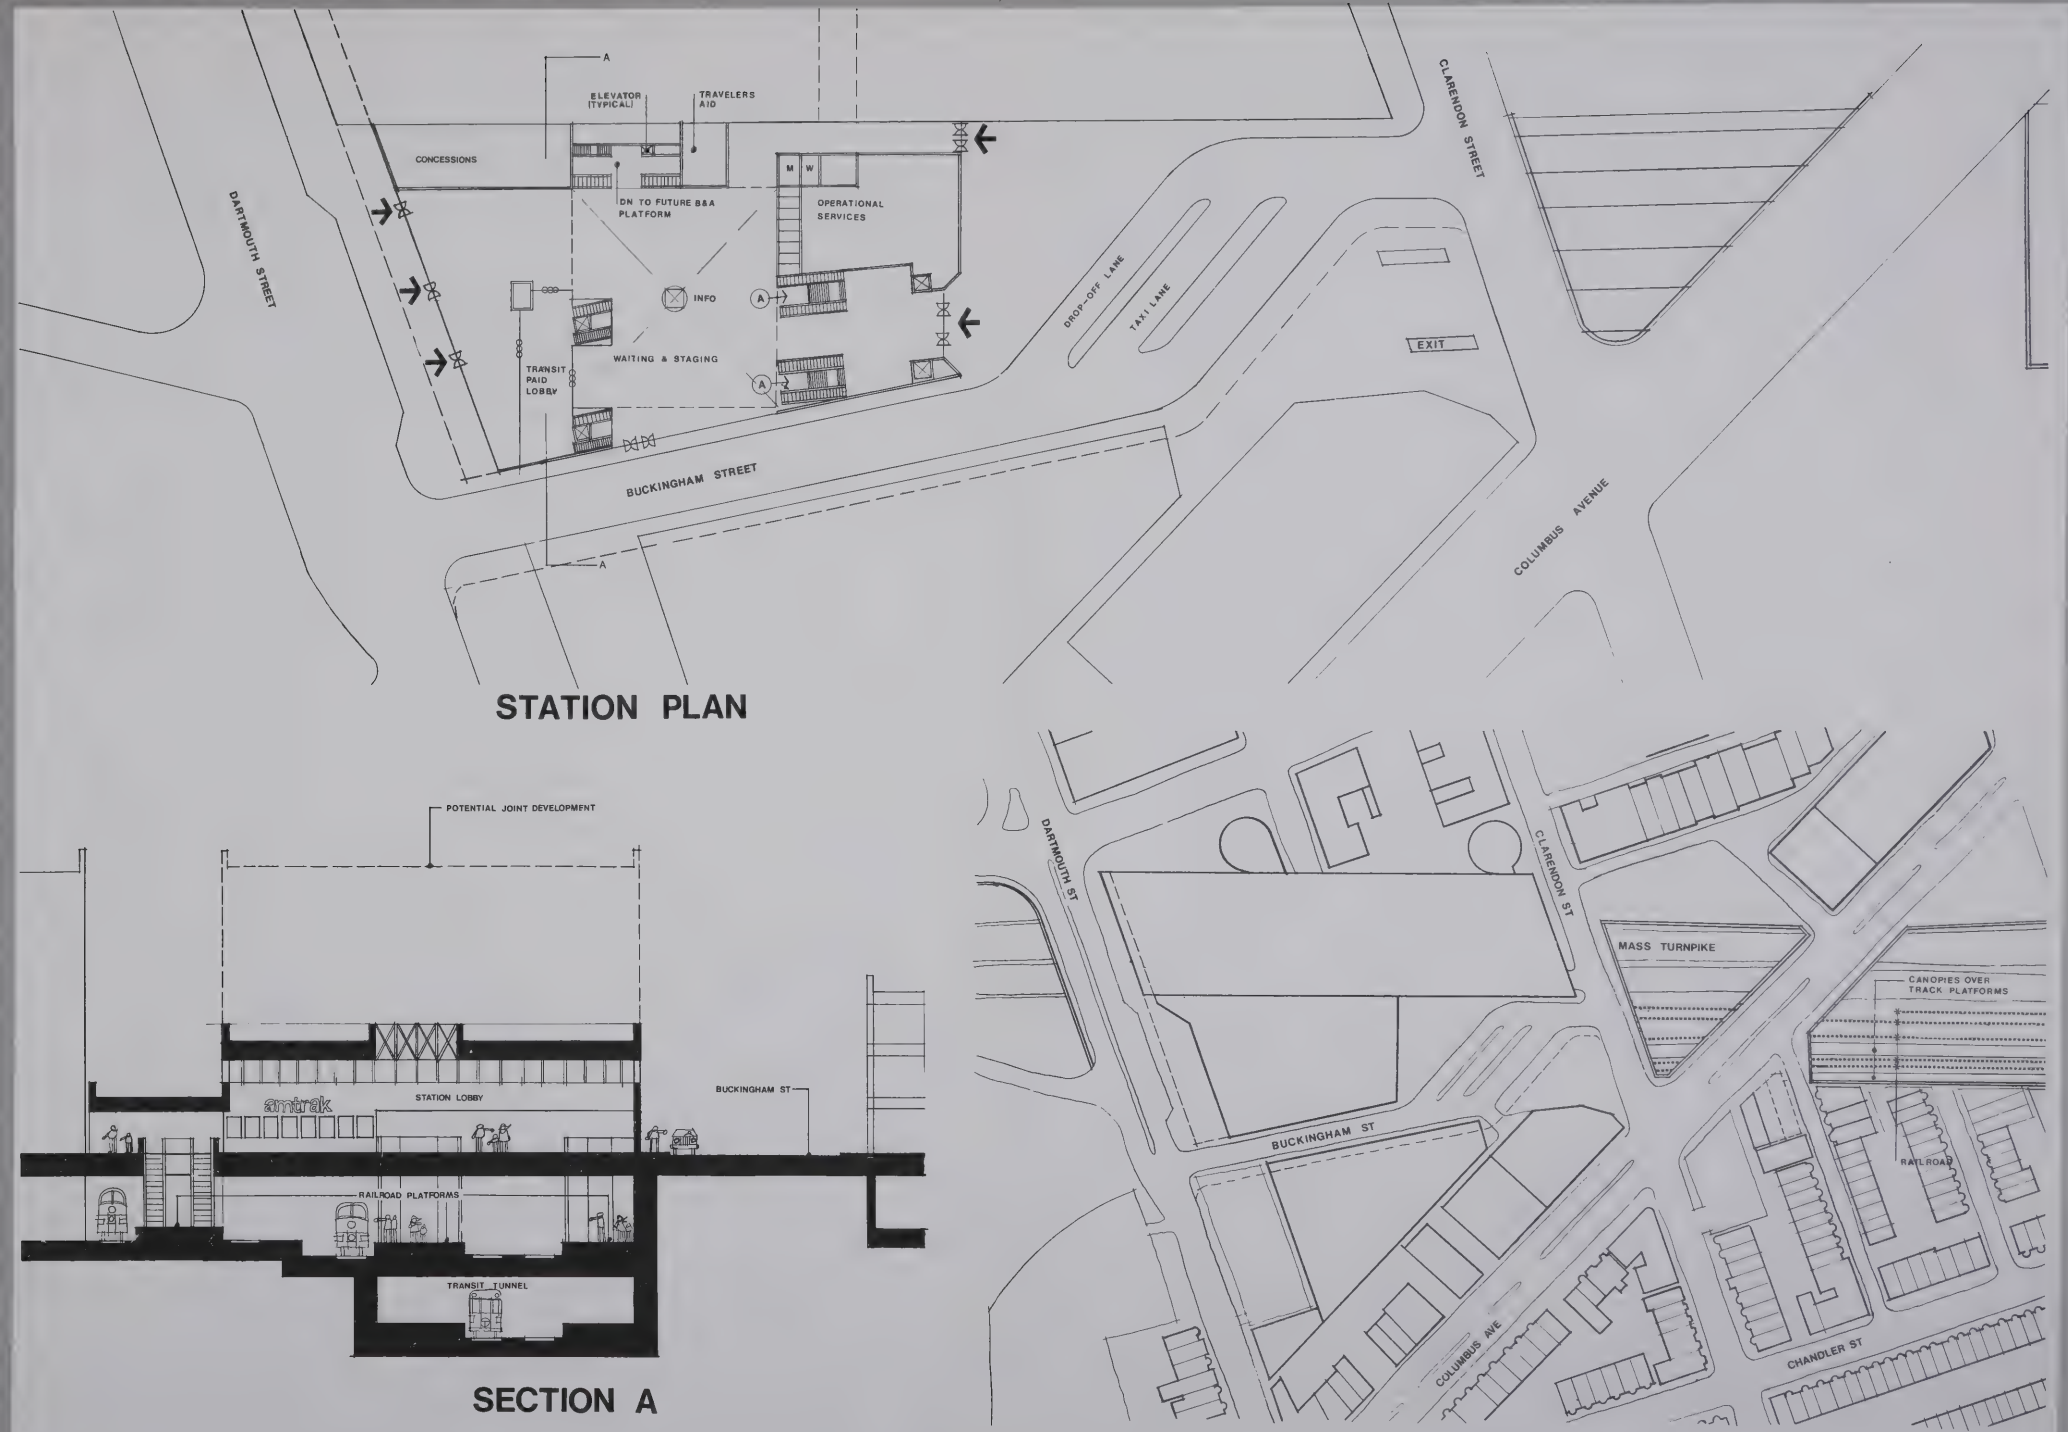 A
ELEVATOR
(TYPICAL)
TRAVELERS
AID
CLARENDON STREET
CONCESSIONS
M
W
DARTMOUTH STREET
DN TO FUTURE B&A
PLATFORM
OPERATIONAL
SERVICES
INFO
A
DROP-OFF LANE
TAXI LANE
EXIT
WAITING & STAGING
TRANSIT
PAID
LOBBY
A
BUCKINGHAM STREET
COLUMBUS AVENUE
A
STATION PLAN
POTENTIAL JOINT DEVELOPMENT
STATION LOBBY
amtrak
BUCKINGHAM ST
RAILROAD PLATFORMS
TRANSIT TUNNEL
SECTION A
DARTMOUTH ST
CLARENDON ST
MASS TURNPIKE
CANOPIES OVER
TRACK PLATFORMS
BUCKINGHAM ST
RAILROAD
COLUMBUS AVE
CHANDLER ST